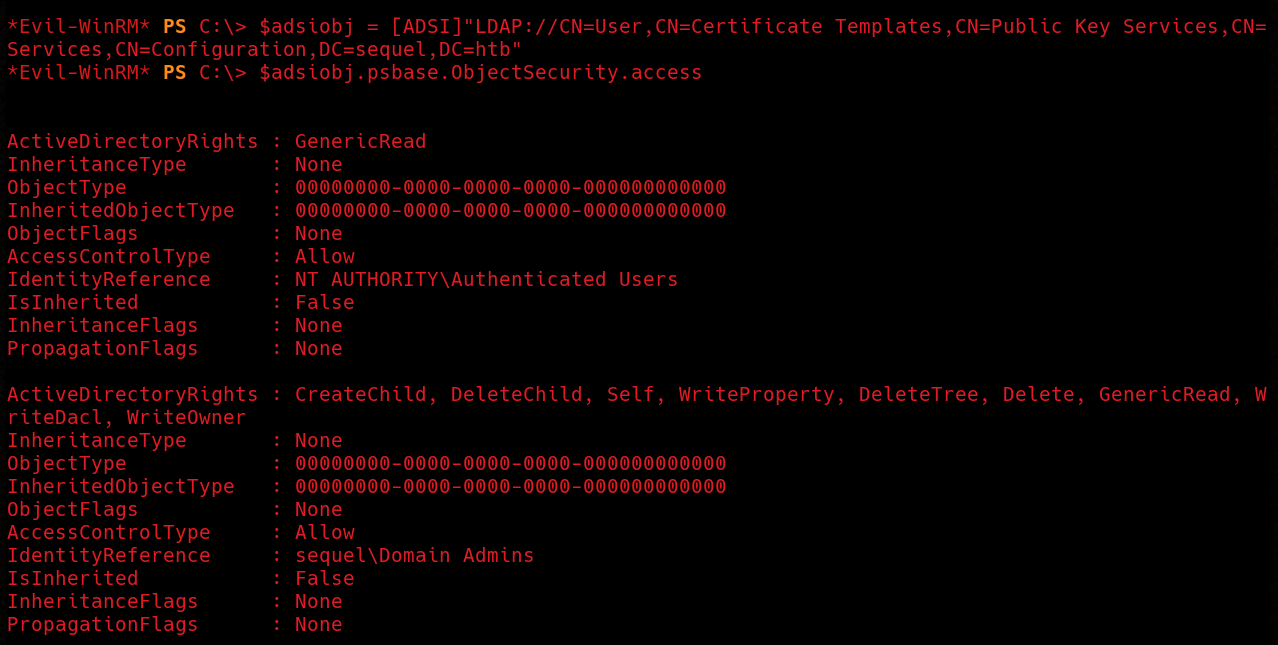 *Evil-WinRM* PS C:\> $adsiobj = [ADSI]"LDAP://CN=User,CN=Certificate Templates,CN=Public Key Services,CN=
Services,CN=Configuration,DC=sequel,DC=htb"
*Evil-WinRM* PS C:\> $adsiobj.psbase.ObjectSecurity.access
ActiveDirectoryRights : GenericRead
InheritanceType       : None
ObjectType            : 00000000-0000-0000-0000-000000000000
InheritedObjectType   : 00000000-0000-0000-0000-000000000000
ObjectFlags           : None
AccessControlType     : Allow
IdentityReference     : NT AUTHORITY\Authenticated Users
IsInherited           : False
InheritanceFlags      : None
PropagationFlags      : None
ActiveDirectoryRights : CreateChild, DeleteChild, Self, WriteProperty, DeleteTree, Delete, GenericRead, W
riteDacl, WriteOwner
InheritanceType       : None
ObjectType            : 00000000-0000-0000-0000-000000000000
InheritedObjectType   : 00000000-0000-0000-0000-000000000000
ObjectFlags           : None
AccessControlType     : Allow
IdentityReference     : sequel\Domain Admins
IsInherited           : False
InheritanceFlags      : None
PropagationFlags      : None